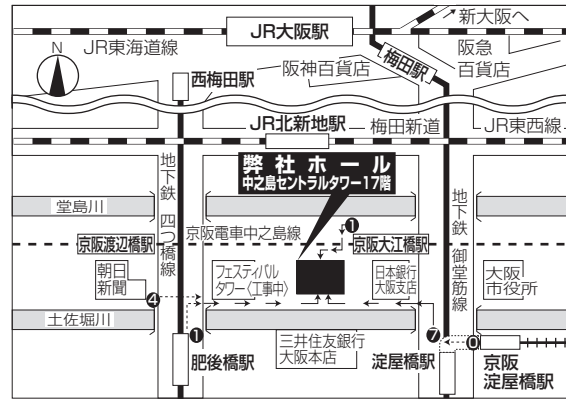 新大阪へ
JR大阪駅
JR東海道線
阪急
百貨店
N
西梅田駅
阪神百貨店
梅田駅
JR北新地駅
梅田新道
JR東西線
弊社ホール
中之島セントラルタワー17階
地下鉄 四つ橋線
地下鉄 御堂筋線
堂島川
京阪電車中之島線
1
京阪渡辺橋駅
京阪大江橋駅
朝日
新聞
フェスティバル
タワー〈工事中〉
日本銀行
大阪支店
大阪
市役所
4
土佐堀川
1
7
三井住友銀行
大阪本店
肥後橋駅
淀屋橋駅
0
京阪
淀屋橋駅